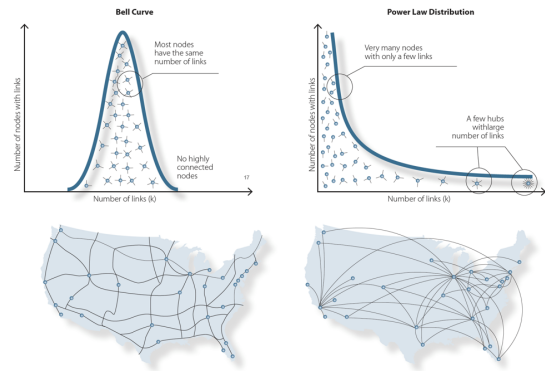 Bell Curve
Number of nodes with links
Most nodes
have the same
number of links
No highly
connected
nodes
17
Number of links (k)
Power Law Distribution
Number of nodes with links
Very many nodes
with only a few links
A few hubs
withlarge
number of links
Number of links (k)